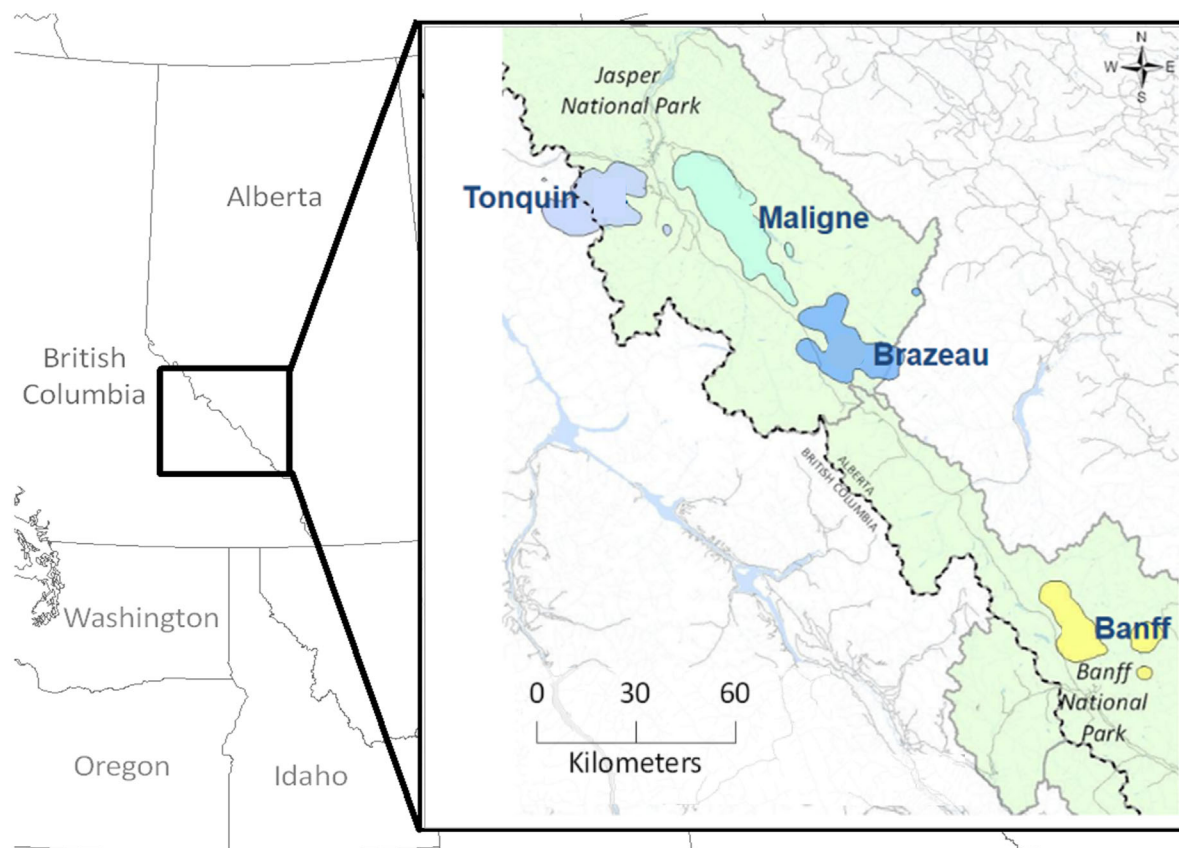 Alberta
British
Columbia
Washington
Oregon
Idaho
N
W E
S
Jasper
National Park
Tonquin
Maligne
Brazeau
ALBERTA
BRITISH COLUMBIA
Banff
Banff
National
Park
0 30 60
Kilometers